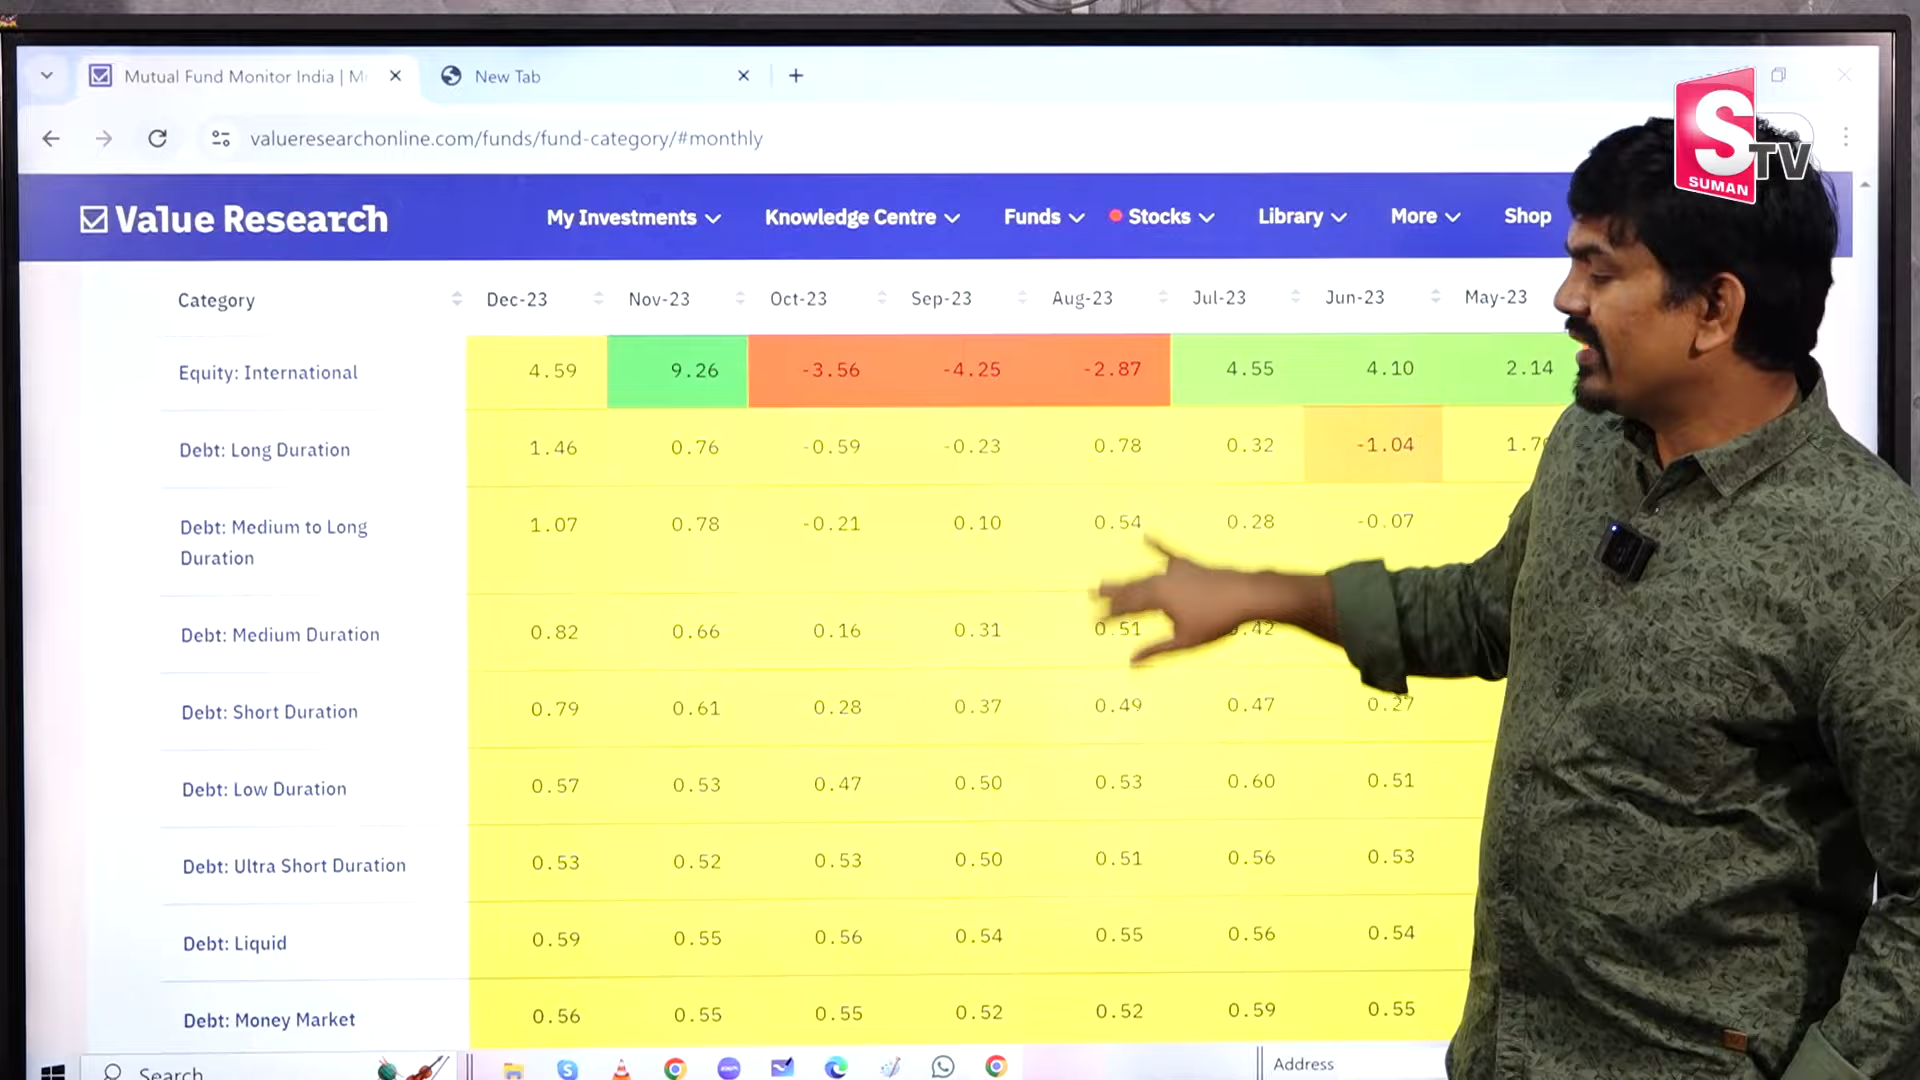 Mutual Fund Monitor India | M
New Tab
valueresearchonline.com/funds/fund-category/#monthly
S TV
SUMAN
Value Research
My Investments Knowledge Centre Funds Stocks Library More Shop
Category Dec-23 Nov-23 Oct-23 Sep-23 Aug-23 Jul-23 Jun-23 May-23
Equity: International 4.59 9.26 -3.56 -4.25 -2.87 4.55 4.10 2.14
Debt: Long Duration 1.46 0.76 -0.59 -0.23 0.78 0.32 -1.04
Debt: Medium to Long 1.07 0.78 -0.21 0.10 0.54 0.28 -0.07
Duration
Debt: Medium Duration 0.82 0.66 0.16 0.31 0.51
Debt: Short Duration 0.79 0.61 0.28 0.37 0.49 0.47 0.27
Debt: Low Duration 0.57 0.53 0.47 0.50 0.53 0.60 0.51
Debt: Ultra Short Duration 0.53 0.52 0.53 0.50 0.51 0.56 0.53
Debt: Liquid 0.59 0.55 0.56 0.54 0.55 0.56 0.54
Debt: Money Market 0.56 0.55 0.55 0.52 0.52 0.59 0.55
Search
Address